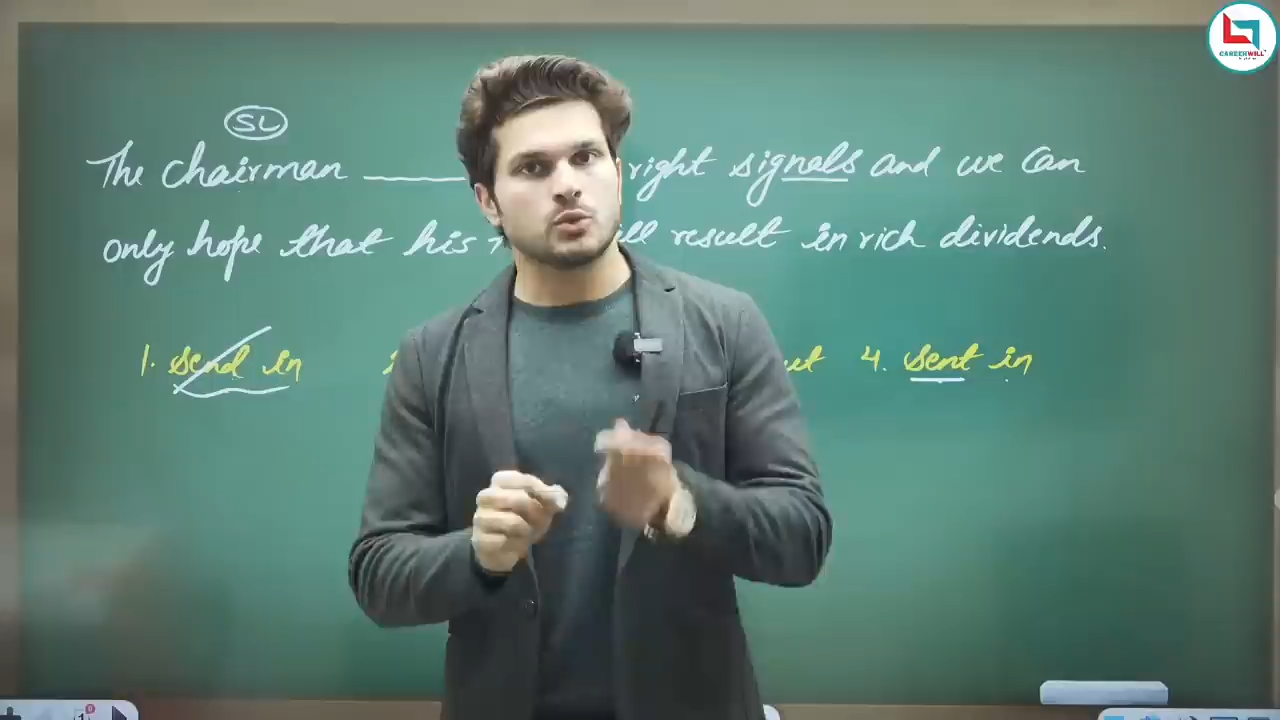 CAREERWILL
SL
The chairman ______ right signals and we can
only hope that his result in rich dividends.
1. Send in 4. Sent in